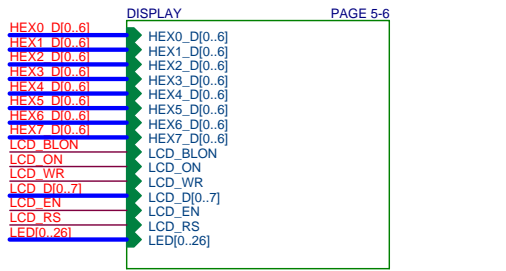 DISPLAY PAGE 5-6
HEX0_D[0..6] HEX0_D[0..6]
HEX1_D[0..6] HEX1_D[0..6]
HEX2_D[0..6] HEX2_D[0..6]
HEX3_D[0..6] HEX3_D[0..6]
HEX4_D[0..6] HEX4_D[0..6]
HEX5_D[0..6] HEX5_D[0..6]
HEX6_D[0..6] HEX6_D[0..6]
HEX7_D[0..6] HEX7_D[0..6]
LCD_BLON LCD_BLON
LCD_ON LCD_ON
LCD_WR LCD_WR
LCD_D[0..7] LCD_D[0..7]
LCD_EN LCD_EN
LCD_RS LCD_RS
LED[0..26] LED[0..26]